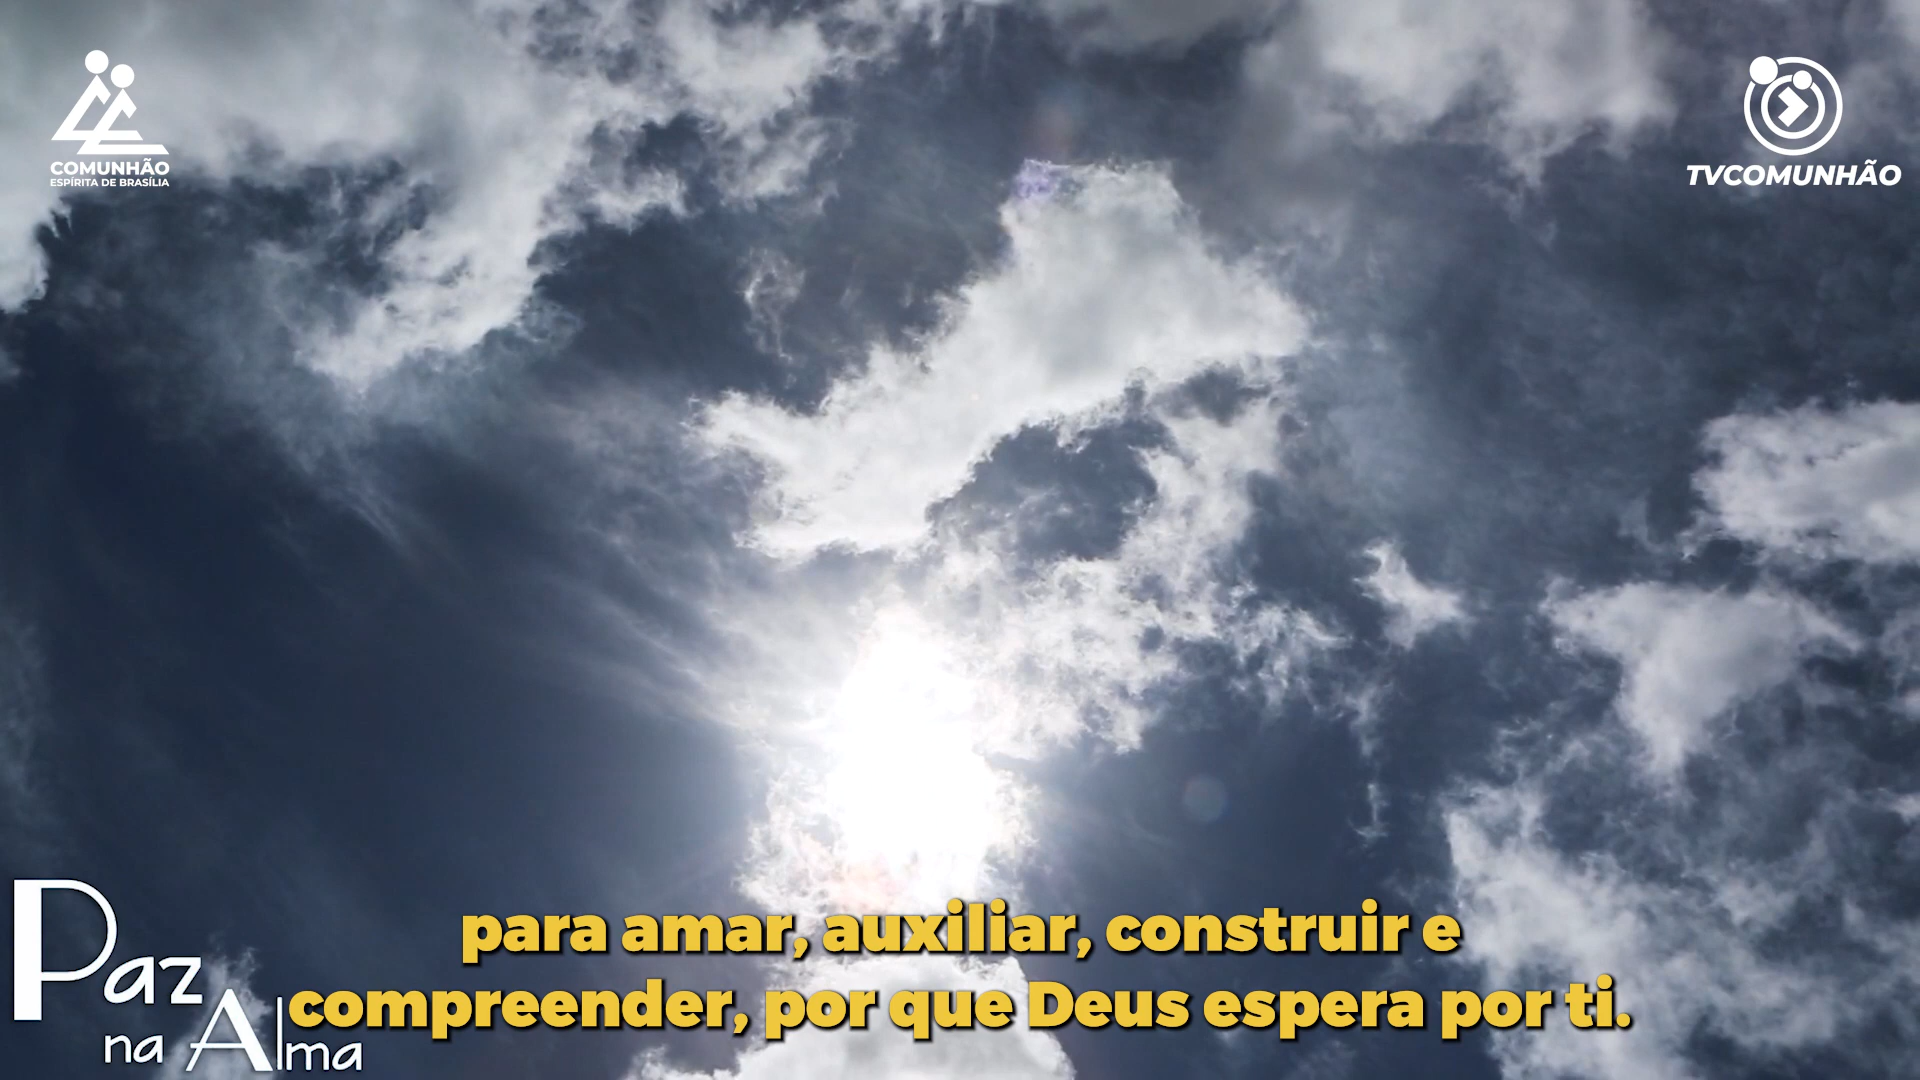 COMUNHÃO
ESPÍRITA DE BRASÍLIA
TVCOMUNHÃO
para amar, auxiliar, construir e
compreender, por que Deus espera por ti.
Paz
na Alma